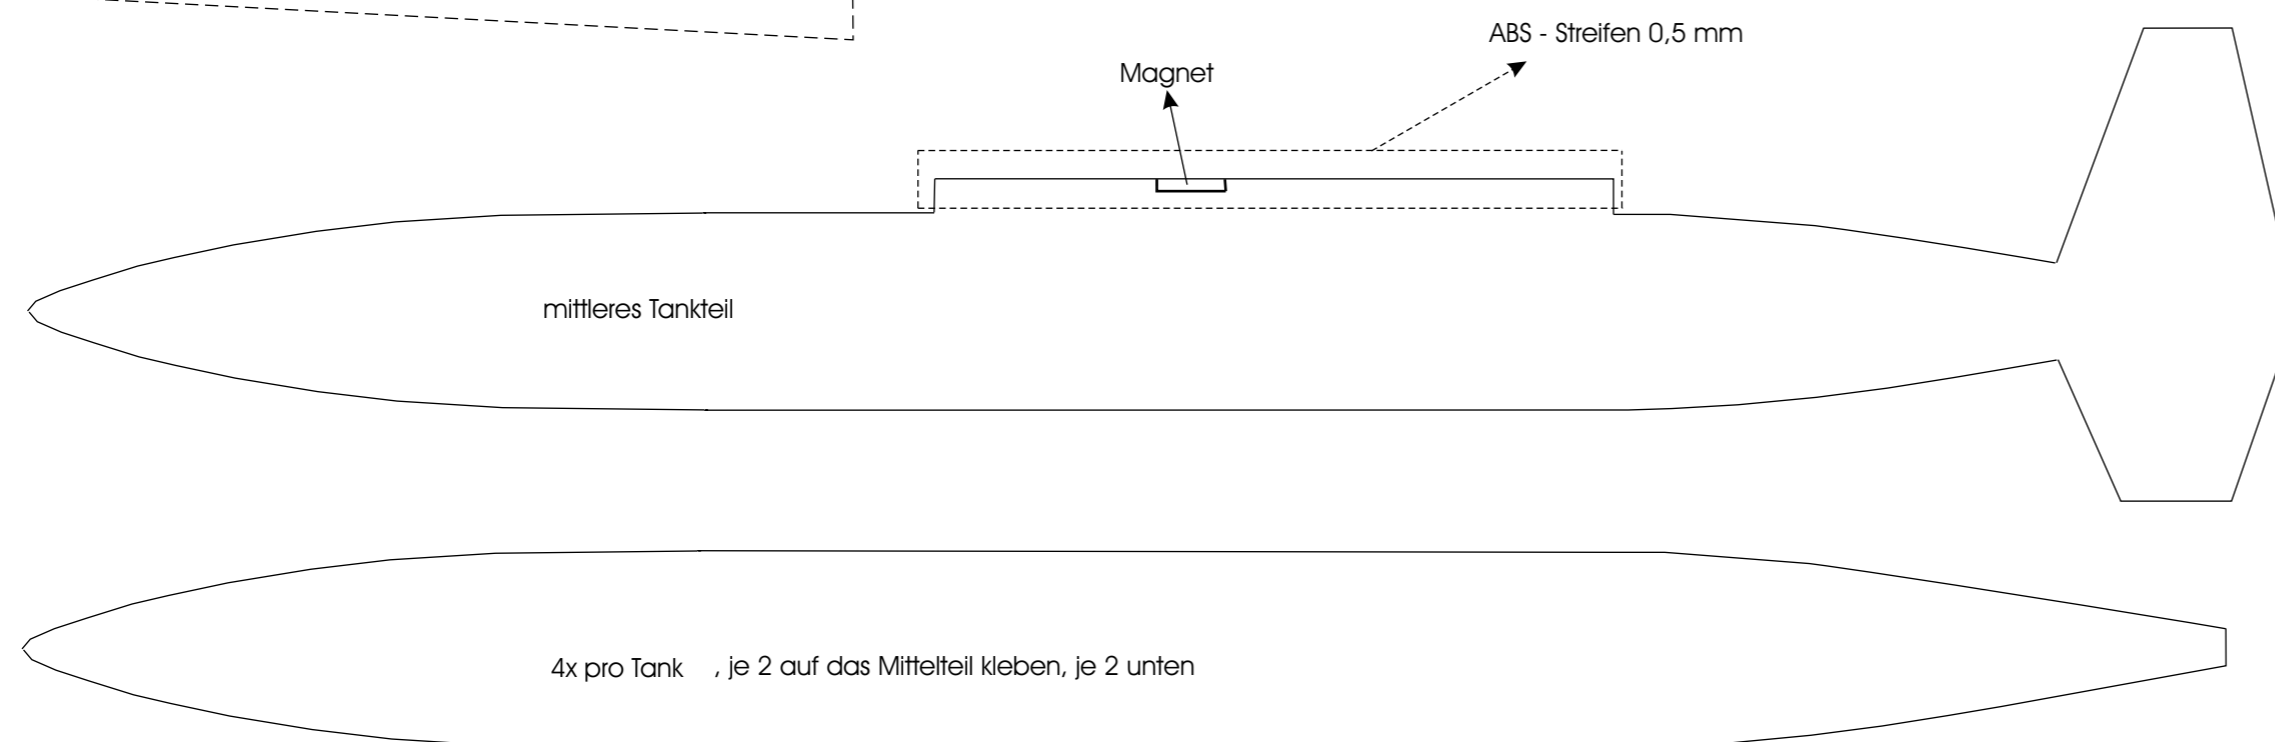 ABS - Streifen 0,5 mm
Magnet
mittleres Tankteil
4x pro Tank , je 2 auf das Mittelteil kleben, je 2 unten